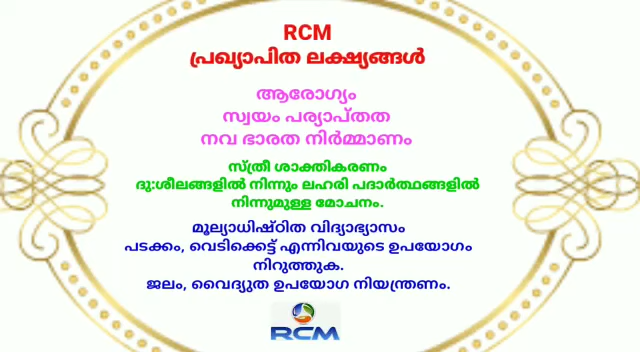 RCM
പ്രഖ്യാപിത ലക്ഷ്യങ്ങൾ
ആരോഗ്യം
സ്വയം പര്യാപ്തത
നവ ഭാരത നിർമ്മാണം
സ്ത്രീ ശാക്തികരണം
ദു:ശീലങ്ങളിൽ നിന്നും ലഹരി പദാർത്ഥങ്ങളിൽ
നിന്നുമുള്ള മോചനം.
മൂല്യാധിഷ്ഠിത വിദ്യാഭ്യാസം
പടക്കം, വെടിക്കെട്ട് എന്നിവയുടെ ഉപയോഗം
നിറുത്തുക.
ജലം, വൈദ്യുത ഉപയോഗ നിയന്ത്രണം.
RCM